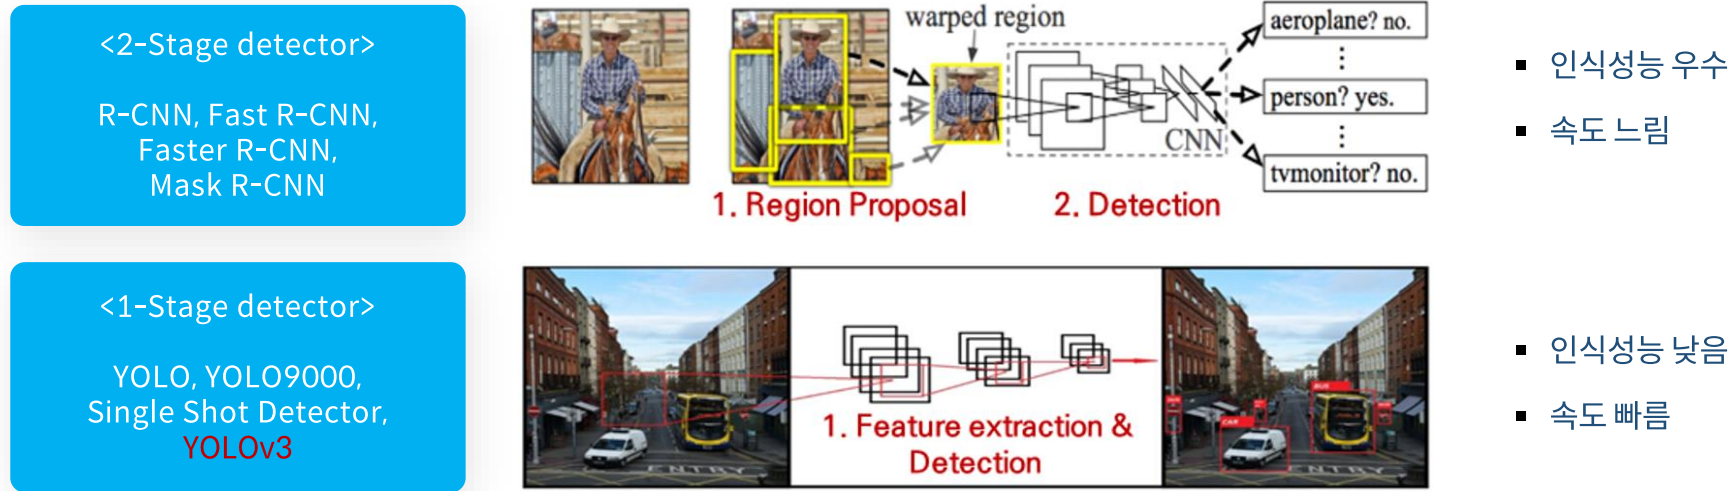 <2-Stage detector>
R-CNN, Fast R-CNN,
Faster R-CNN,
Mask R-CNN
warped region
aeroplane? no.
person? yes.
CNN
tvmonitor? no.
1. Region Proposal
2. Detection
인식성능 우수
속도 느림
<1-Stage detector>
YOLO, YOLO9000,
Single Shot Detector,
YOLOv3
1. Feature extraction &
Detection
BUS
CAR
ENTRY
인식성능 낮음
속도 빠름